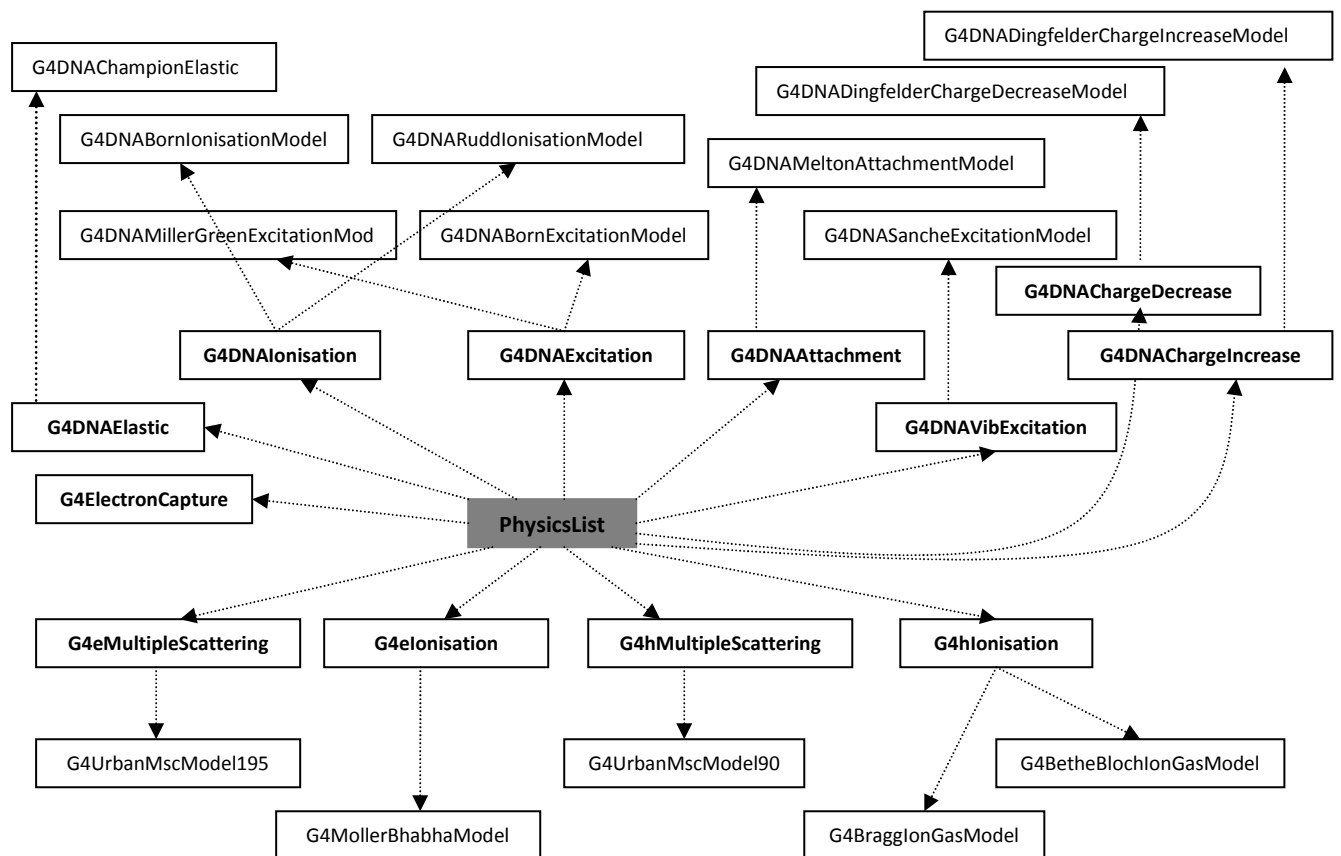 G4DNADingfelderChargeIncreaseModel
G4DNAChampionElastic
G4DNADingfelderChargeDecreaseModel
G4DNABornIonisationModel
G4DNARuddIonisationModel
G4DNAMeltonAttachmentModel
G4DNAMillerGreenExcitationMod
G4DNABornExcitationModel
G4DNASancheExcitationModel
G4DNAChargeDecrease
G4DNAIonisation
G4DNAExcitation
G4DNAAttachment
G4DNAChargeIncrease
G4DNAElastic
G4DNAVibExcitation
G4ElectronCapture
PhysicsList
G4eMultipleScattering
G4eIonisation
G4hMultipleScattering
G4hIonisation
G4UrbanMscModel195
G4UrbanMscModel90
G4BetheBlochIonGasModel
G4MollerBhabhaModel
G4BraggIonGasModel